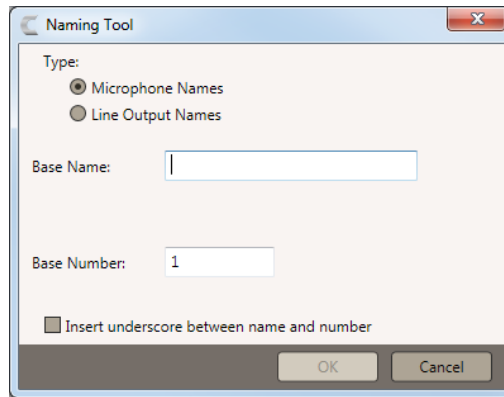 Naming Tool
Type:
Microphone Names
Line Output Names
Base Name:
Base Number: 1
Insert underscore between name and number
OK Cancel